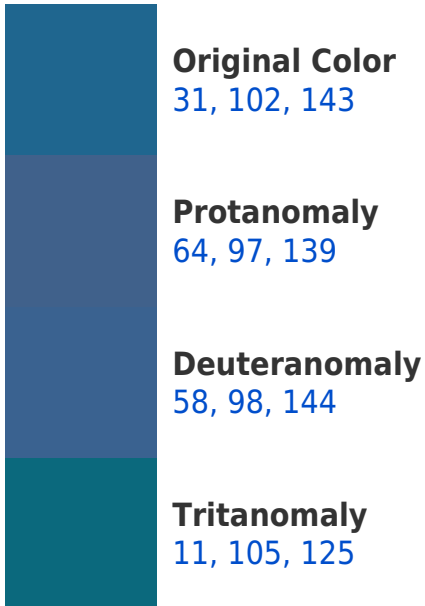 Original Color
31, 102, 143
Protanomaly
64, 97, 139
Deuteranomaly
58, 98, 144
Tritanomaly
11, 105, 125